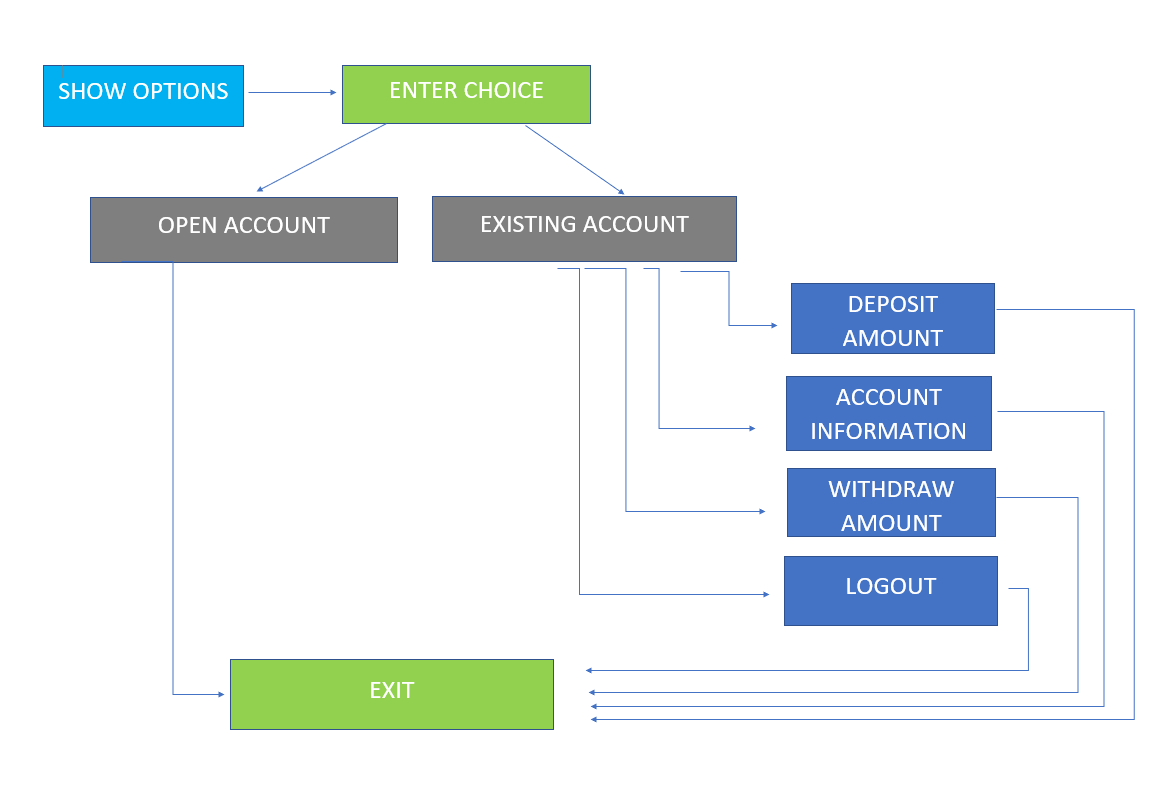 SHOW OPTIONS
ENTER CHOICE
OPEN ACCOUNT
EXISTING ACCOUNT
DEPOSIT
AMOUNT
ACCOUNT
INFORMATION
WITHDRAW
AMOUNT
LOGOUT
EXIT